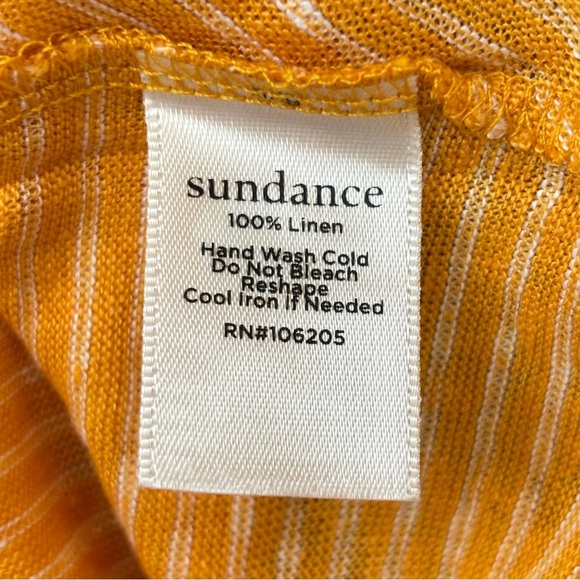 sundance
100% Linen
Hand Wash Cold
Do Not Bleach
Reshape
Cool Iron If Needed
RN#106205